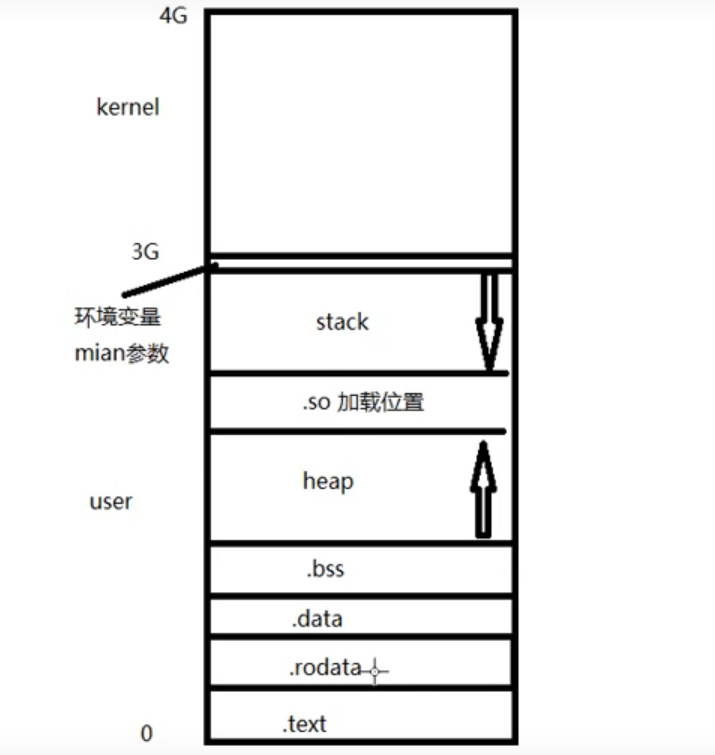 4G
kernel
3G
环境变量
mian参数
stack
.so 加载位置
heap
user
.bss
.data
.rodata
.text
0